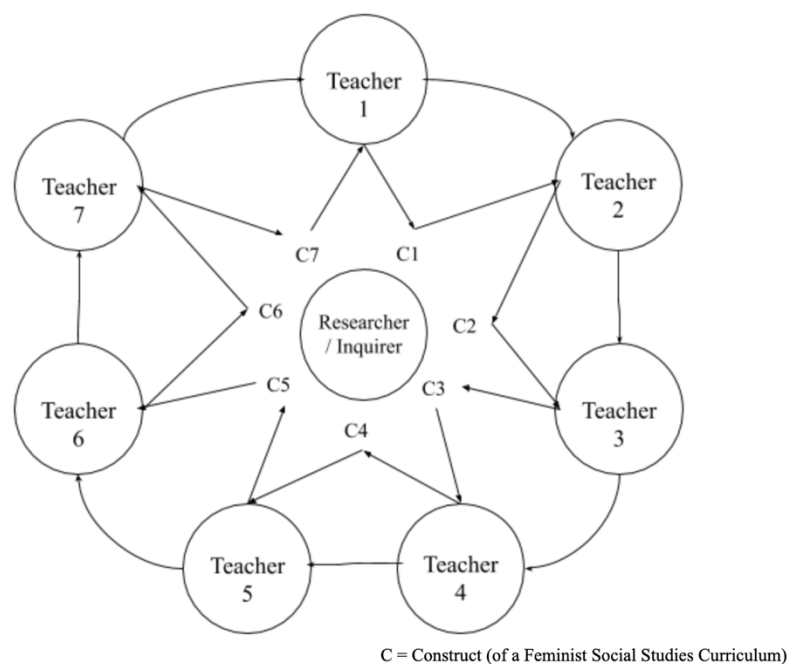 Teacher
1
Teacher
2
Teacher
7
C7
C1
C6
Researcher
/ Inquirer
C2
C5
C3
Teacher
6
Teacher
3
C4
Teacher
5
Teacher
4
C = Construct (of a Feminist Social Studies Curriculum)